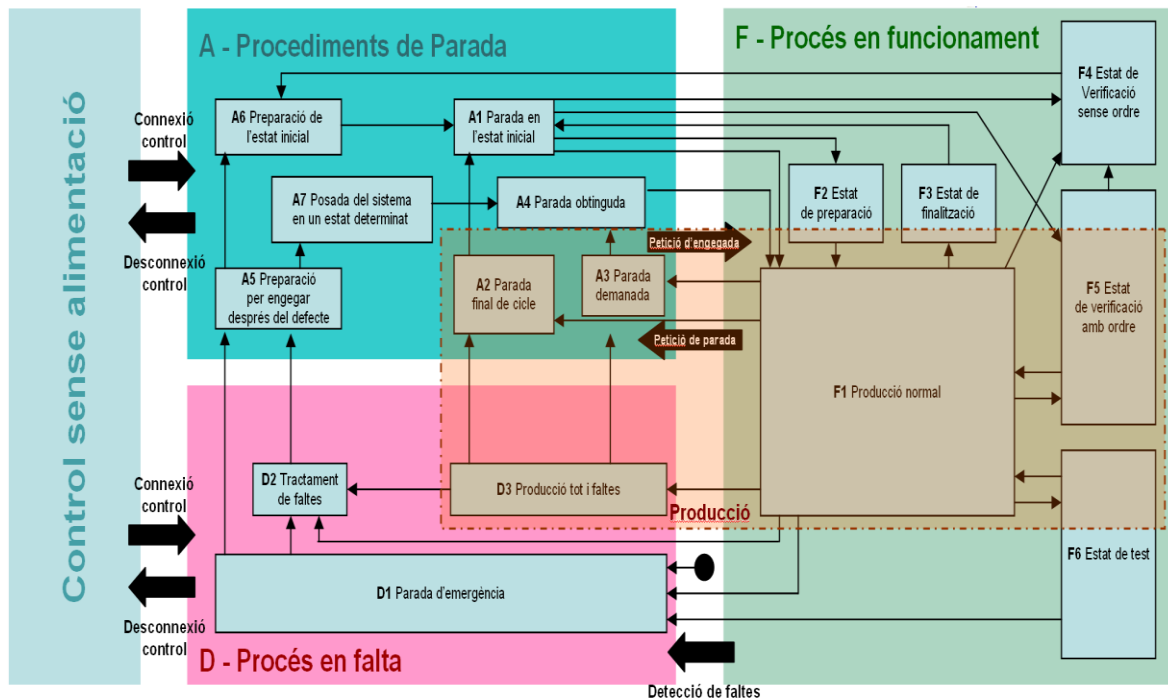 Control sense alimentació
Connexió
control
Desconnexió
control
Connexió
control
Desconnexió
control
A - Procediments de Parada
A6 Preparació de
l'estat inicial
A1 Parada en
l'estat inicial
A7 Posada del sistema
en un estat determinat
A4 Parada obtinguda
A5 Preparació
per engegar
després del defecte
A2 Parada
final de cicle
A3 Parada
demanada
Petició d'engegada
Petició de parada
F - Procés en funcionament
F4 Estat de
Verificació
sense ordre
F2 Estat
de preparació
F3 Estat de
finalització
F5 Estat
de verificació
amb ordre
F1 Producció normal
F6 Estat de test
D2 Tractament
de faltes
D3 Producció tot i faltes
Producció
D1 Parada d'emergència
D - Procés en falta
Detecció de faltes